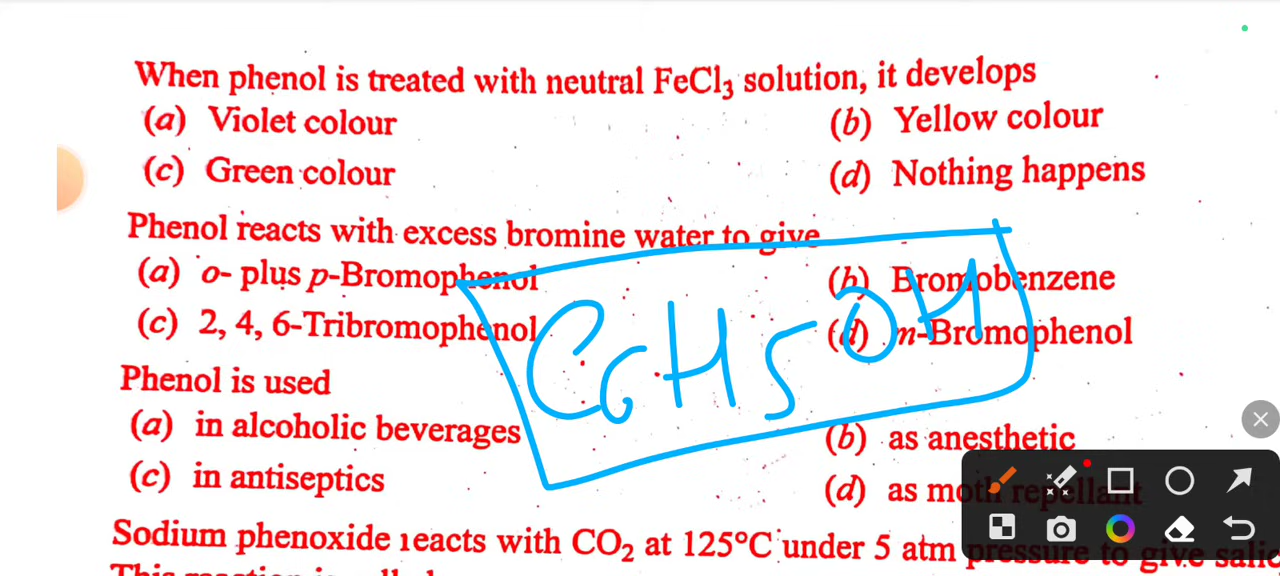 When phenol is treated with neutral FeCl₃ solution, it develops
(a) Violet colour (b) Yellow colour
(c) Green colour (d) Nothing happens
Phenol reacts with excess bromine water to give
(a) o- plus p-Bromophenol (b) Bromobenzene
(c) 2, 4, 6-Tribromophenol (d) m-Bromophenol
C6H5OH
Phenol is used
(a) in alcoholic beverages (b) as anesthetic
(c) in antiseptics (d) as moth repellant
Sodium phenoxide reacts with CO₂ at 125°C under 5 atm pressure to give
This reaction is